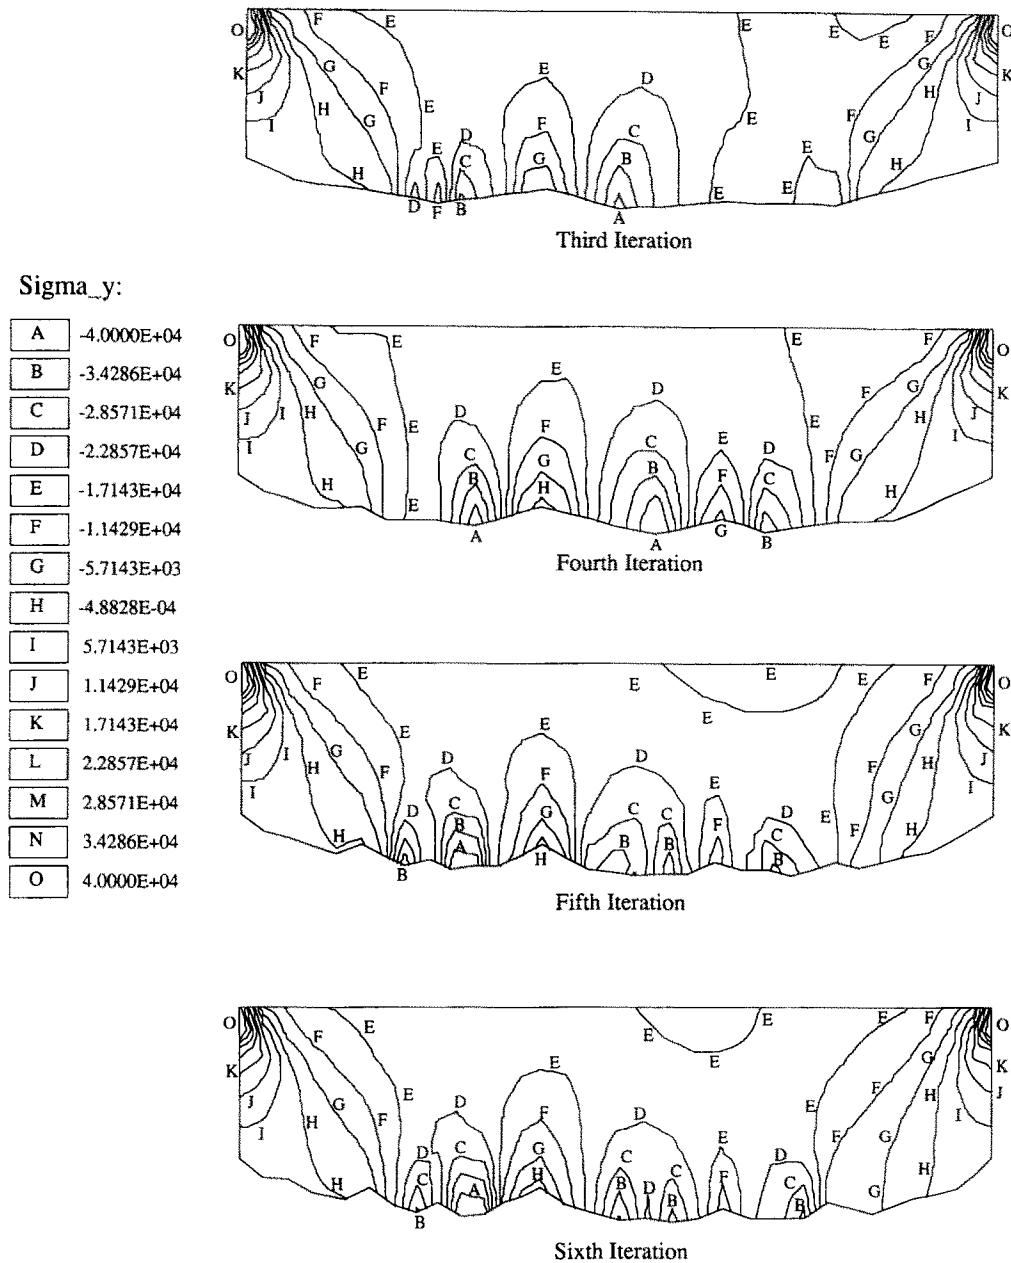 F E E E
O F E O
G E G
K D K
F H
J H E J
G I F E I
D F C G
E C G B E H
H E E
D F B A
Third Iteration
Sigma_y:
A -4.0000E+04
B -3.4286E+04
C -2.8571E+04
D -2.2857E+04
E -1.7143E+04
F -1.1429E+04
G -5.7143E+03
H -4.8828E-04
I 5.7143E+03
J 1.1429E+04
K 1.7143E+04
L 2.2857E+04
M 2.8571E+04
N 3.4286E+04
O 4.0000E+04
O F E E F O
E
K G D G K
F
D
J I H F E F E H J
I G C F C E D I
B G B F G
H H C H
E
A A G B
Fourth Iteration
O F E E E E F O
E
K E E G K
J I H G F D E D F H J
I D C B F C B E D E G I
F
H A G B B C H
B H B
Fifth Iteration
O F E E E E F O
E
K E G K
J G E D H J
I H F F D E F G I
D C G C C D
H C A H B D B F C H
B B G
Sixth Iteration